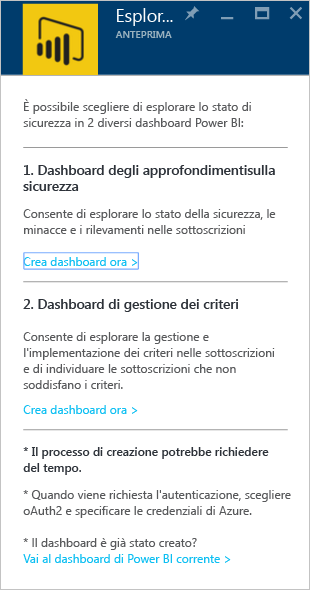 Esplor...
ANTEPRIMA
È possibile scegliere di esplorare lo stato di
sicurezza in 2 diversi dashboard Power BI:
1. Dashboard degli approfondimentisulla
sicurezza
Consente di esplorare lo stato della sicurezza, le
minacce e i rilevamenti nelle sottoscrizioni
Crea dashboard ora >
2. Dashboard di gestione dei criteri
Consente di esplorare la gestione e
l'implementazione dei criteri nelle sottoscrizioni
e di individuare le sottoscrizioni che non
soddisfano i criteri.
Crea dashboard ora >
* Il processo di creazione potrebbe richiedere
del tempo.
* Quando viene richiesta l'autenticazione, scegliere
oAuth2 e specificare le credenziali di Azure.
* Il dashboard è già stato creato?
Vai al dashboard di Power BI corrente >